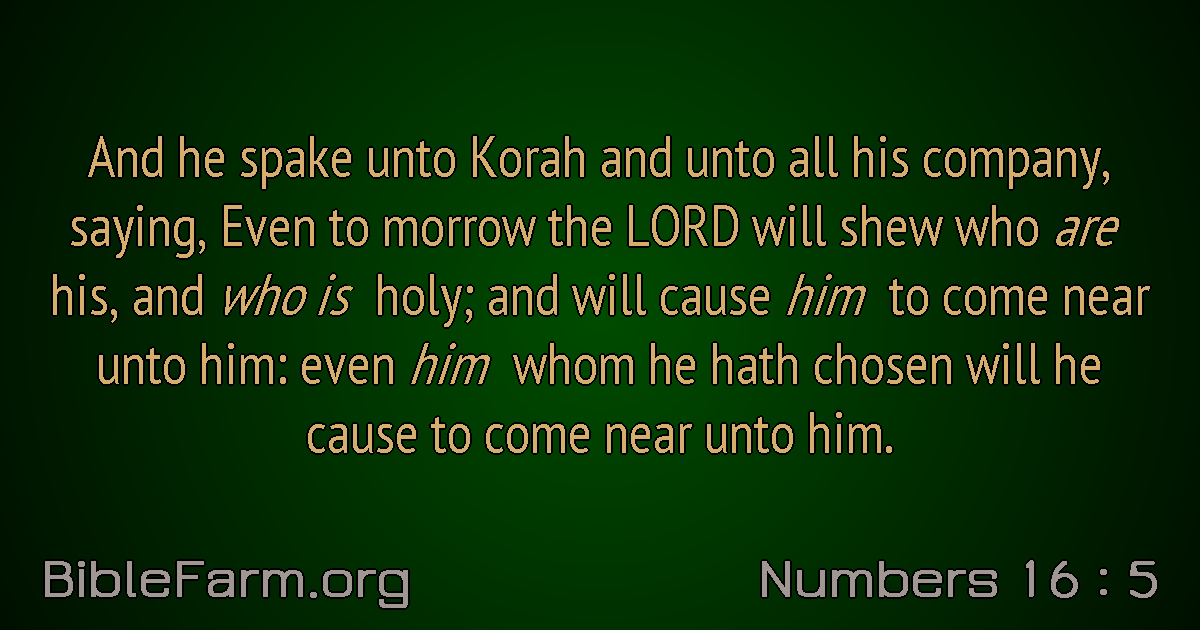 And he spake unto Korah and unto all his company,
saying, Even to morrow the LORD will shew who are
his, and who is holy; and will cause him to come near
unto him: even him whom he hath chosen will he
cause to come near unto him.
BibleFarm.org
Numbers 16 : 5